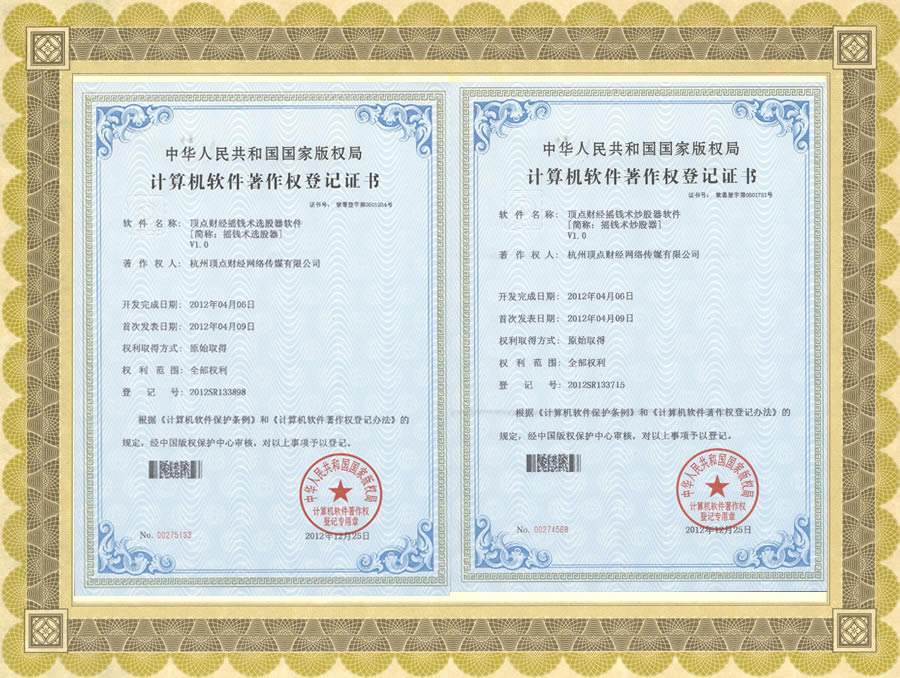 中华人民共和国国家版权局
计算机软件著作权登记证书
证书号： 软著登字第0501934号
软件名称： 顶点财经摇钱术选股器软件
[简称：摇钱术选股器]
V1.0
著作权人： 杭州顶点财经网络传媒有限公司
开发完成日期： 2012年04月06日
首次发表日期： 2012年04月09日
权利取得方式： 原始取得
权利范围： 全部权利
登记号： 2012SR133898
根据《计算机软件保护条例》和《计算机软件著作权登记办法》的
规定，经中国版权保护中心审核，对以上事项予以登记。
中华人民共和国国家版权局
计算机软件著作权
登记专用章
No. 00275133
2012年12月25日
中华人民共和国国家版权局
计算机软件著作权登记证书
证书号： 软著登字第0501751号
软件名称： 顶点财经摇钱术炒股器软件
[简称：摇钱术炒股器]
V1.0
著作权人： 杭州顶点财经网络传媒有限公司
开发完成日期： 2012年04月06日
首次发表日期： 2012年04月09日
权利取得方式： 原始取得
权利范围： 全部权利
登记号： 2012SR133715
根据《计算机软件保护条例》和《计算机软件著作权登记办法》的
规定，经中国版权保护中心审核，对以上事项予以登记。
中华人民共和国国家版权局
计算机软件著作权
登记专用章
No. 00274568
2012年12月25日